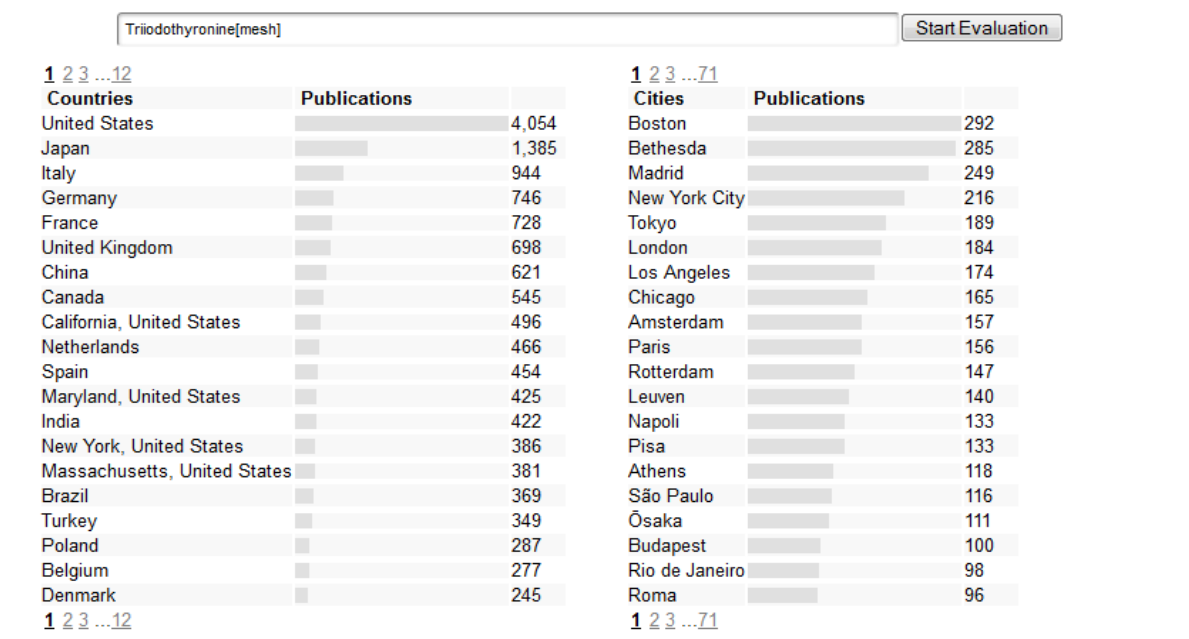 Triiodothyronine[mesh] Start Evaluation
1 2 3 ...12
Countries Publications
United States 4,054
Japan 1,385
Italy 944
Germany 746
France 728
United Kingdom 698
China 621
Canada 545
California, United States 496
Netherlands 466
Spain 454
Maryland, United States 425
India 422
New York, United States 386
Massachusetts, United States 381
Brazil 369
Turkey 349
Poland 287
Belgium 277
Denmark 245
1 2 3 ...12
1 2 3 ...71
Cities Publications
Boston 292
Bethesda 285
Madrid 249
New York City 216
Tokyo 189
London 184
Los Angeles 174
Chicago 165
Amsterdam 157
Paris 156
Rotterdam 147
Leuven 140
Napoli 133
Pisa 133
Athens 118
São Paulo 116
Ōsaka 111
Budapest 100
Rio de Janeiro 98
Roma 96
1 2 3 ...71